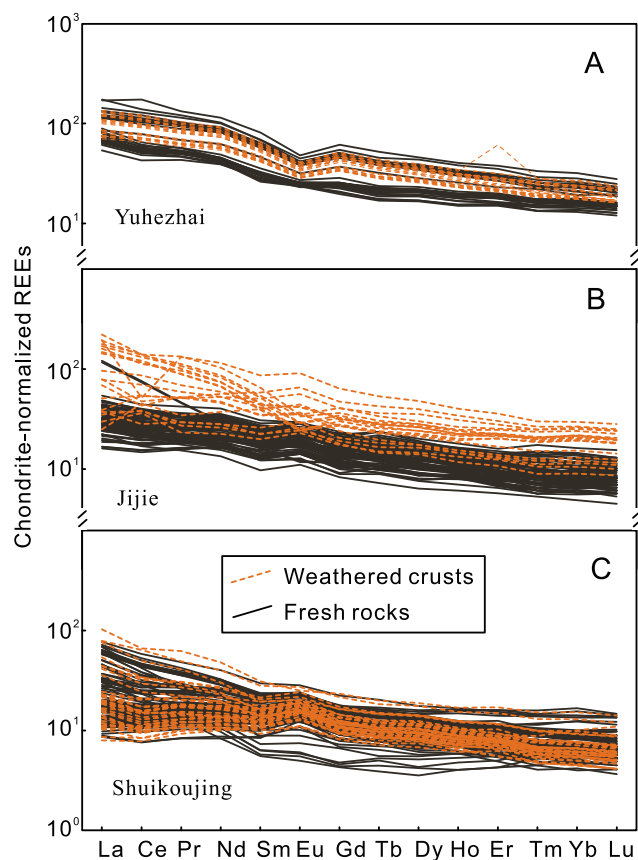 Chondrite-normalized REEs
10³
A
10²
10¹
Yuhezhai
B
10²
10¹
Jijie
C
Weathered crusts
Fresh rocks
10²
10¹
Shuikoujing
10⁰
La Ce Pr Nd Sm Eu Gd Tb Dy Ho Er Tm Yb Lu